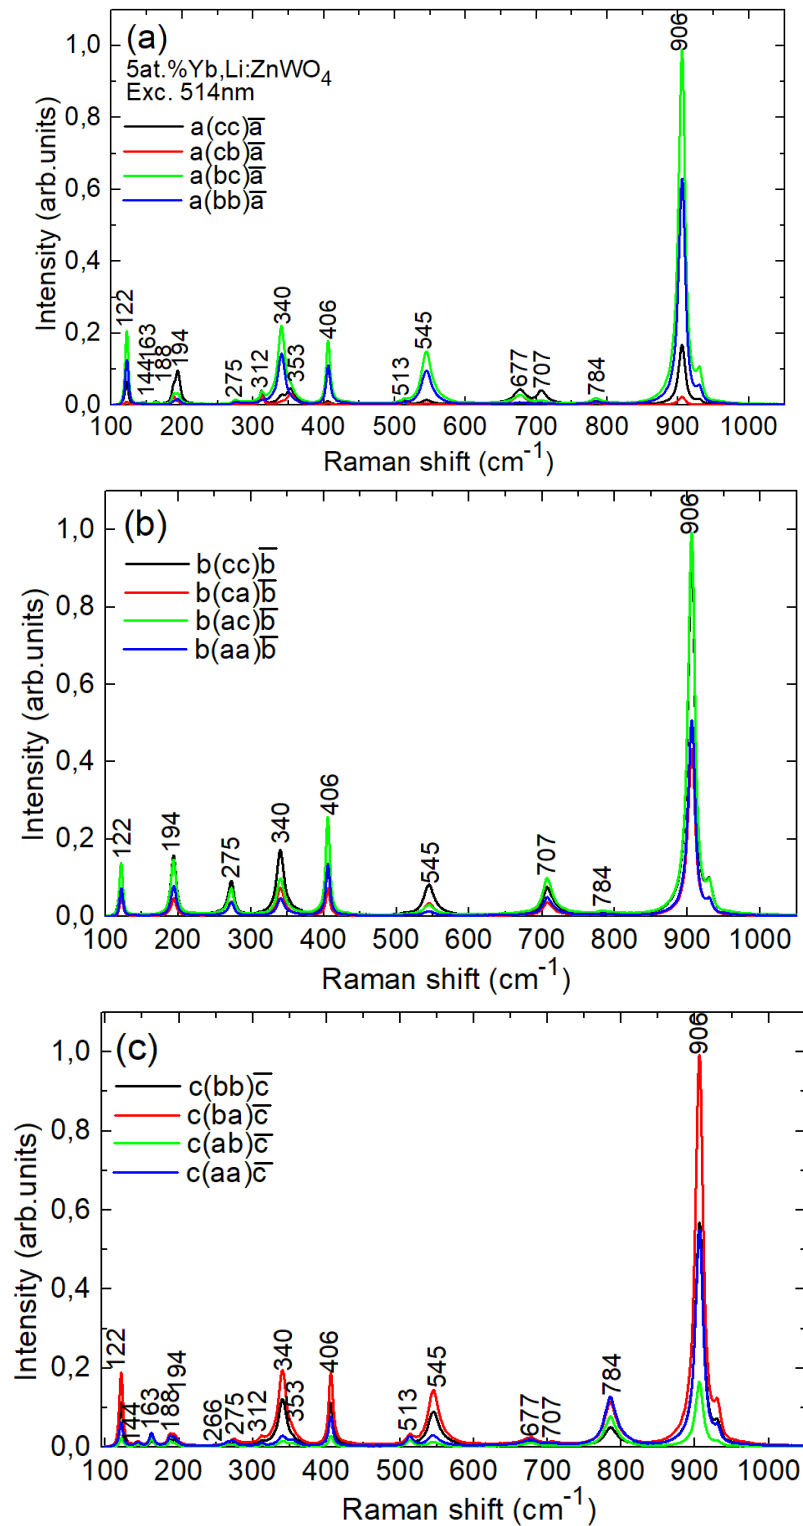 (a)
5at.%Yb,Li:ZnWO₄
Exc. 514nm
a(cc)a̅
a(cb)a̅
a(bc)a̅
a(bb)a̅
Intensity (arb.units)
1,0
0,8
0,6
0,4
0,2
0,0
122
144
163
188
194
275
312
340
353
406
513
545
677
707
784
906
100 200 300 400 500 600 700 800 900 1000
Raman shift (cm⁻¹)
(b)
b(cc)b̅
b(ca)b̅
b(ac)b̅
b(aa)b̅
Intensity (arb.units)
1,0
0,8
0,6
0,4
0,2
0,0
122
194
275
340
406
545
707
784
906
100 200 300 400 500 600 700 800 900 1000
Raman shift (cm⁻¹)
(c)
c(bb)c̅
c(ba)c̅
c(ab)c̅
c(aa)c̅
Intensity (arb.units)
1,0
0,8
0,6
0,4
0,2
0,0
122
144
163
188
194
266
275
312
340
353
406
513
545
677
707
784
906
100 200 300 400 500 600 700 800 900 1000
Raman shift (cm⁻¹)